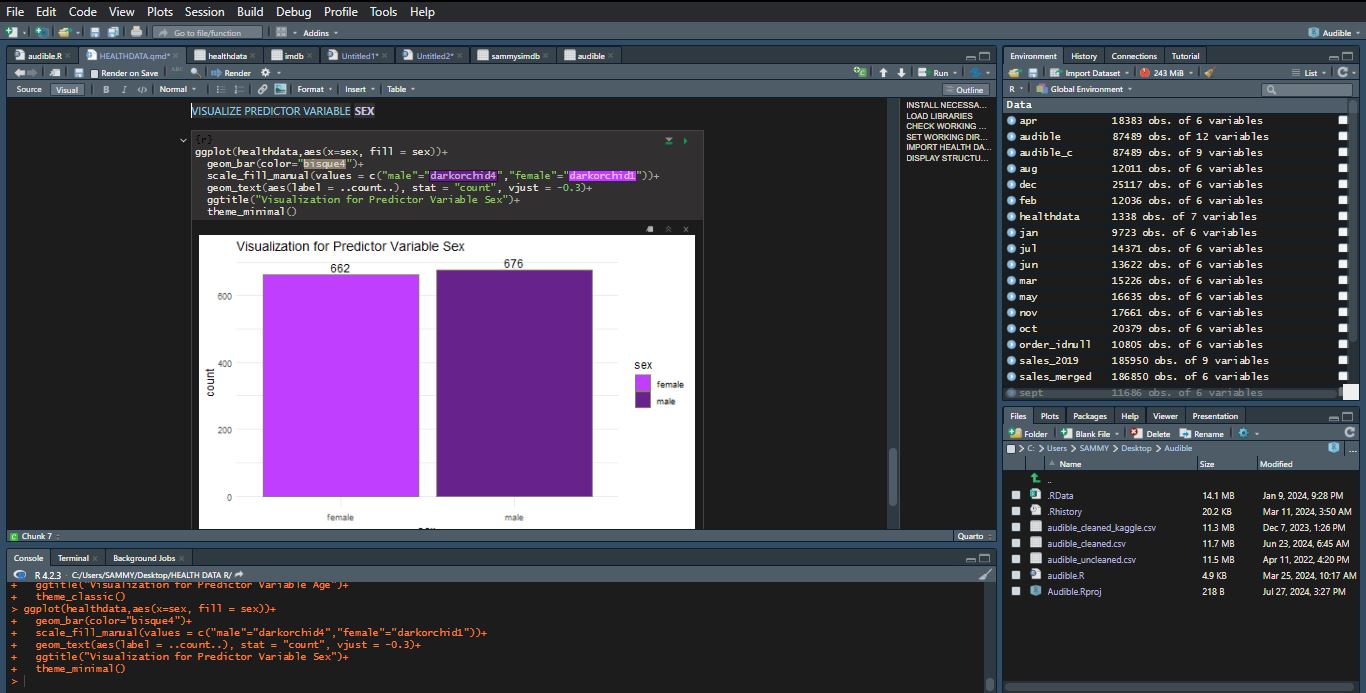 File Edit Code View Plots Session Build Debug Profile Tools Help
Go to file/function Addins Audible
audible.R HEALTHDATA.qmd* healthdata imdb Untitled1* Untitled2* sammysimdb audible
Render on Save ABC Render Run
Source Visual B I </> Normal Format Insert Table Outline
VISUALIZE PREDICTOR VARIABLE SEX
{r}
ggplot(healthdata,aes(x=sex, fill = sex))+
geom_bar(color="bisque4")+
scale_fill_manual(values = c("male"="darkorchid4","female"="darkorchid1"))+
geom_text(aes(label = ..count..), stat = "count", vjust = -0.3)+
ggtitle("Visualization for Predictor Variable Sex")+
theme_minimal()
Visualization for Predictor Variable Sex
662
676
600
400
200
0
count
female
male
sex
female
male
INSTALL NECESSA...
LOAD LIBRARIES
CHECK WORKING ...
SET WORKING DIR...
IMPORT HEALTH DA...
DISPLAY STRUCTU...
Chunk 7 Quarto
Console Terminal Background Jobs
R 4.2.3 · C:/Users/SAMMY/Desktop/HEALTH DATA R/
+ ggtitle("Visualization for Predictor Variable Age")+
+ theme_classic()
> ggplot(healthdata,aes(x=sex, fill = sex))+
+ geom_bar(color="bisque4")+
+ scale_fill_manual(values = c("male"="darkorchid4","female"="darkorchid1"))+
+ geom_text(aes(label = ..count..), stat = "count", vjust = -0.3)+
+ ggtitle("Visualization for Predictor Variable Sex")+
+ theme_minimal()
>
Environment History Connections Tutorial
Import Dataset 243 MiB List
R Global Environment
Data
apr 18383 obs. of 6 variables
audible 87489 obs. of 12 variables
audible_c 87489 obs. of 9 variables
aug 12011 obs. of 6 variables
dec 25117 obs. of 6 variables
feb 12036 obs. of 6 variables
healthdata 1338 obs. of 7 variables
jan 9723 obs. of 6 variables
jul 14371 obs. of 6 variables
jun 13622 obs. of 6 variables
mar 15226 obs. of 6 variables
may 16635 obs. of 6 variables
nov 17661 obs. of 6 variables
oct 20379 obs. of 6 variables
order_idnull 10805 obs. of 6 variables
sales_2019 185950 obs. of 9 variables
sales_merged 186850 obs. of 6 variables
sept 11686 obs. of 6 variables
Files Plots Packages Help Viewer Presentation
Folder Blank File Delete Rename
C: > Users > SAMMY > Desktop > Audible ...
Name Size Modified
..
.RData 14.1 MB Jan 9, 2024, 9:28 PM
.Rhistory 20.2 KB Mar 11, 2024, 3:50 AM
audible_cleaned_kaggle.csv 11.3 MB Dec 7, 2023, 1:26 PM
audible_cleaned.csv 11.7 MB Jun 23, 2024, 6:45 AM
audible_uncleaned.csv 11.5 MB Apr 11, 2022, 4:20 PM
audible.R 4.9 KB Mar 25, 2024, 10:17 AM
Audible.Rproj 218 B Jul 27, 2024, 3:27 PM